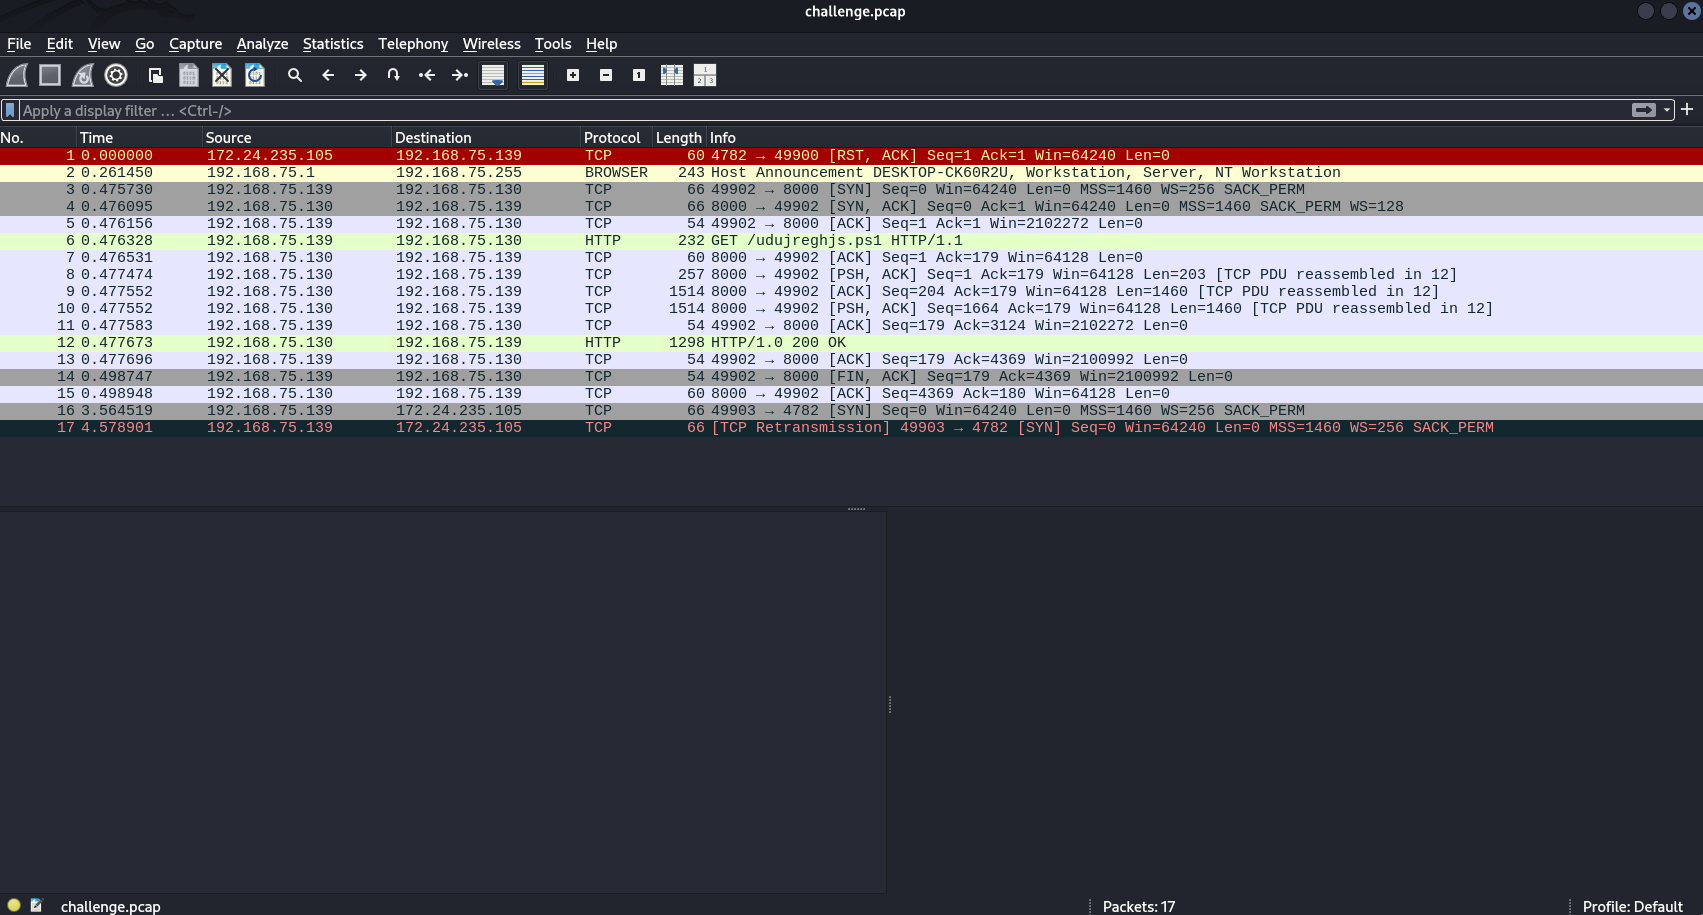 challenge.pcap
File Edit View Go Capture Analyze Statistics Telephony Wireless Tools Help
Apply a display filter … <Ctrl-/>
No. Time Source Destination Protocol Length Info
1 0.000000 172.24.235.105 192.168.75.139 TCP 60 4782 → 49900 [RST, ACK] Seq=1 Ack=1 Win=64240 Len=0
2 0.261450 192.168.75.1 192.168.75.255 BROWSER 243 Host Announcement DESKTOP-CK60R2U, Workstation, Server, NT Workstation
3 0.475730 192.168.75.139 192.168.75.130 TCP 66 49902 → 8000 [SYN] Seq=0 Win=64240 Len=0 MSS=1460 WS=256 SACK_PERM
4 0.476095 192.168.75.130 192.168.75.139 TCP 66 8000 → 49902 [SYN, ACK] Seq=0 Ack=1 Win=64240 Len=0 MSS=1460 SACK_PERM WS=128
5 0.476156 192.168.75.139 192.168.75.130 TCP 54 49902 → 8000 [ACK] Seq=1 Ack=1 Win=2102272 Len=0
6 0.476328 192.168.75.139 192.168.75.130 HTTP 232 GET /udujreghjs.ps1 HTTP/1.1
7 0.476531 192.168.75.130 192.168.75.139 TCP 60 8000 → 49902 [ACK] Seq=1 Ack=179 Win=64128 Len=0
8 0.477474 192.168.75.130 192.168.75.139 TCP 257 8000 → 49902 [PSH, ACK] Seq=1 Ack=179 Win=64128 Len=203 [TCP PDU reassembled in 12]
9 0.477552 192.168.75.130 192.168.75.139 TCP 1514 8000 → 49902 [ACK] Seq=204 Ack=179 Win=64128 Len=1460 [TCP PDU reassembled in 12]
10 0.477552 192.168.75.130 192.168.75.139 TCP 1514 8000 → 49902 [PSH, ACK] Seq=1664 Ack=179 Win=64128 Len=1460 [TCP PDU reassembled in 12]
11 0.477583 192.168.75.139 192.168.75.130 TCP 54 49902 → 8000 [ACK] Seq=179 Ack=3124 Win=2102272 Len=0
12 0.477673 192.168.75.130 192.168.75.139 HTTP 1298 HTTP/1.0 200 OK
13 0.477696 192.168.75.139 192.168.75.130 TCP 54 49902 → 8000 [ACK] Seq=179 Ack=4369 Win=2100992 Len=0
14 0.498747 192.168.75.139 192.168.75.130 TCP 54 49902 → 8000 [FIN, ACK] Seq=179 Ack=4369 Win=2100992 Len=0
15 0.498948 192.168.75.130 192.168.75.139 TCP 60 8000 → 49902 [ACK] Seq=4369 Ack=180 Win=64128 Len=0
16 3.564519 192.168.75.139 172.24.235.105 TCP 66 49903 → 4782 [SYN] Seq=0 Win=64240 Len=0 MSS=1460 WS=256 SACK_PERM
17 4.578901 192.168.75.139 172.24.235.105 TCP 66 [TCP Retransmission] 49903 → 4782 [SYN] Seq=0 Win=64240 Len=0 MSS=1460 WS=256 SACK_PERM
challenge.pcap Packets: 17 Profile: Default